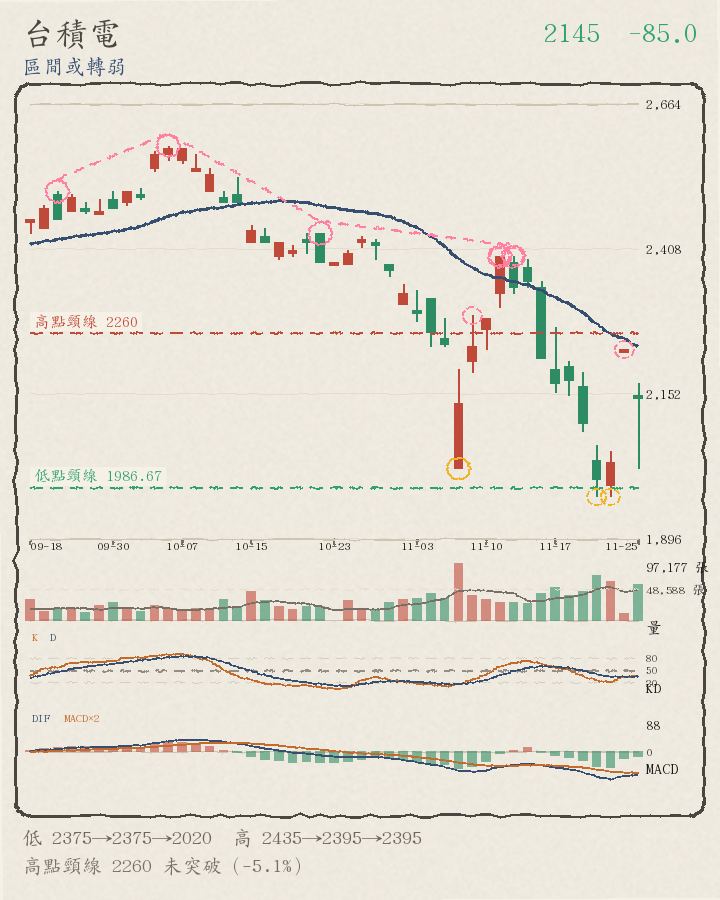 台積電
2145 -85.0
區間或轉弱
2,664
2,408
高點頸線 2260
2,152
低點頸線 1986.67
1,896
09-18 09-30 10-07 10-15 10-23 11-03 11-10 11-17 11-25
97,177 張
48,588 張
量
K D
80
50
20
KD
DIF MACD×2
88
0
MACD
低 2375→2375→2020 高 2435→2395→2395
高點頸線 2260 未突破 (-5.1%)